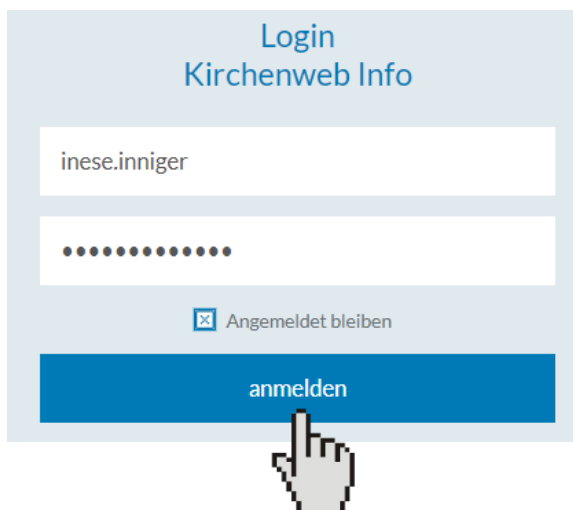 Login
Kirchenweb Info
inese.inniger
•••••••••••••
Angemeldet bleiben
anmelden